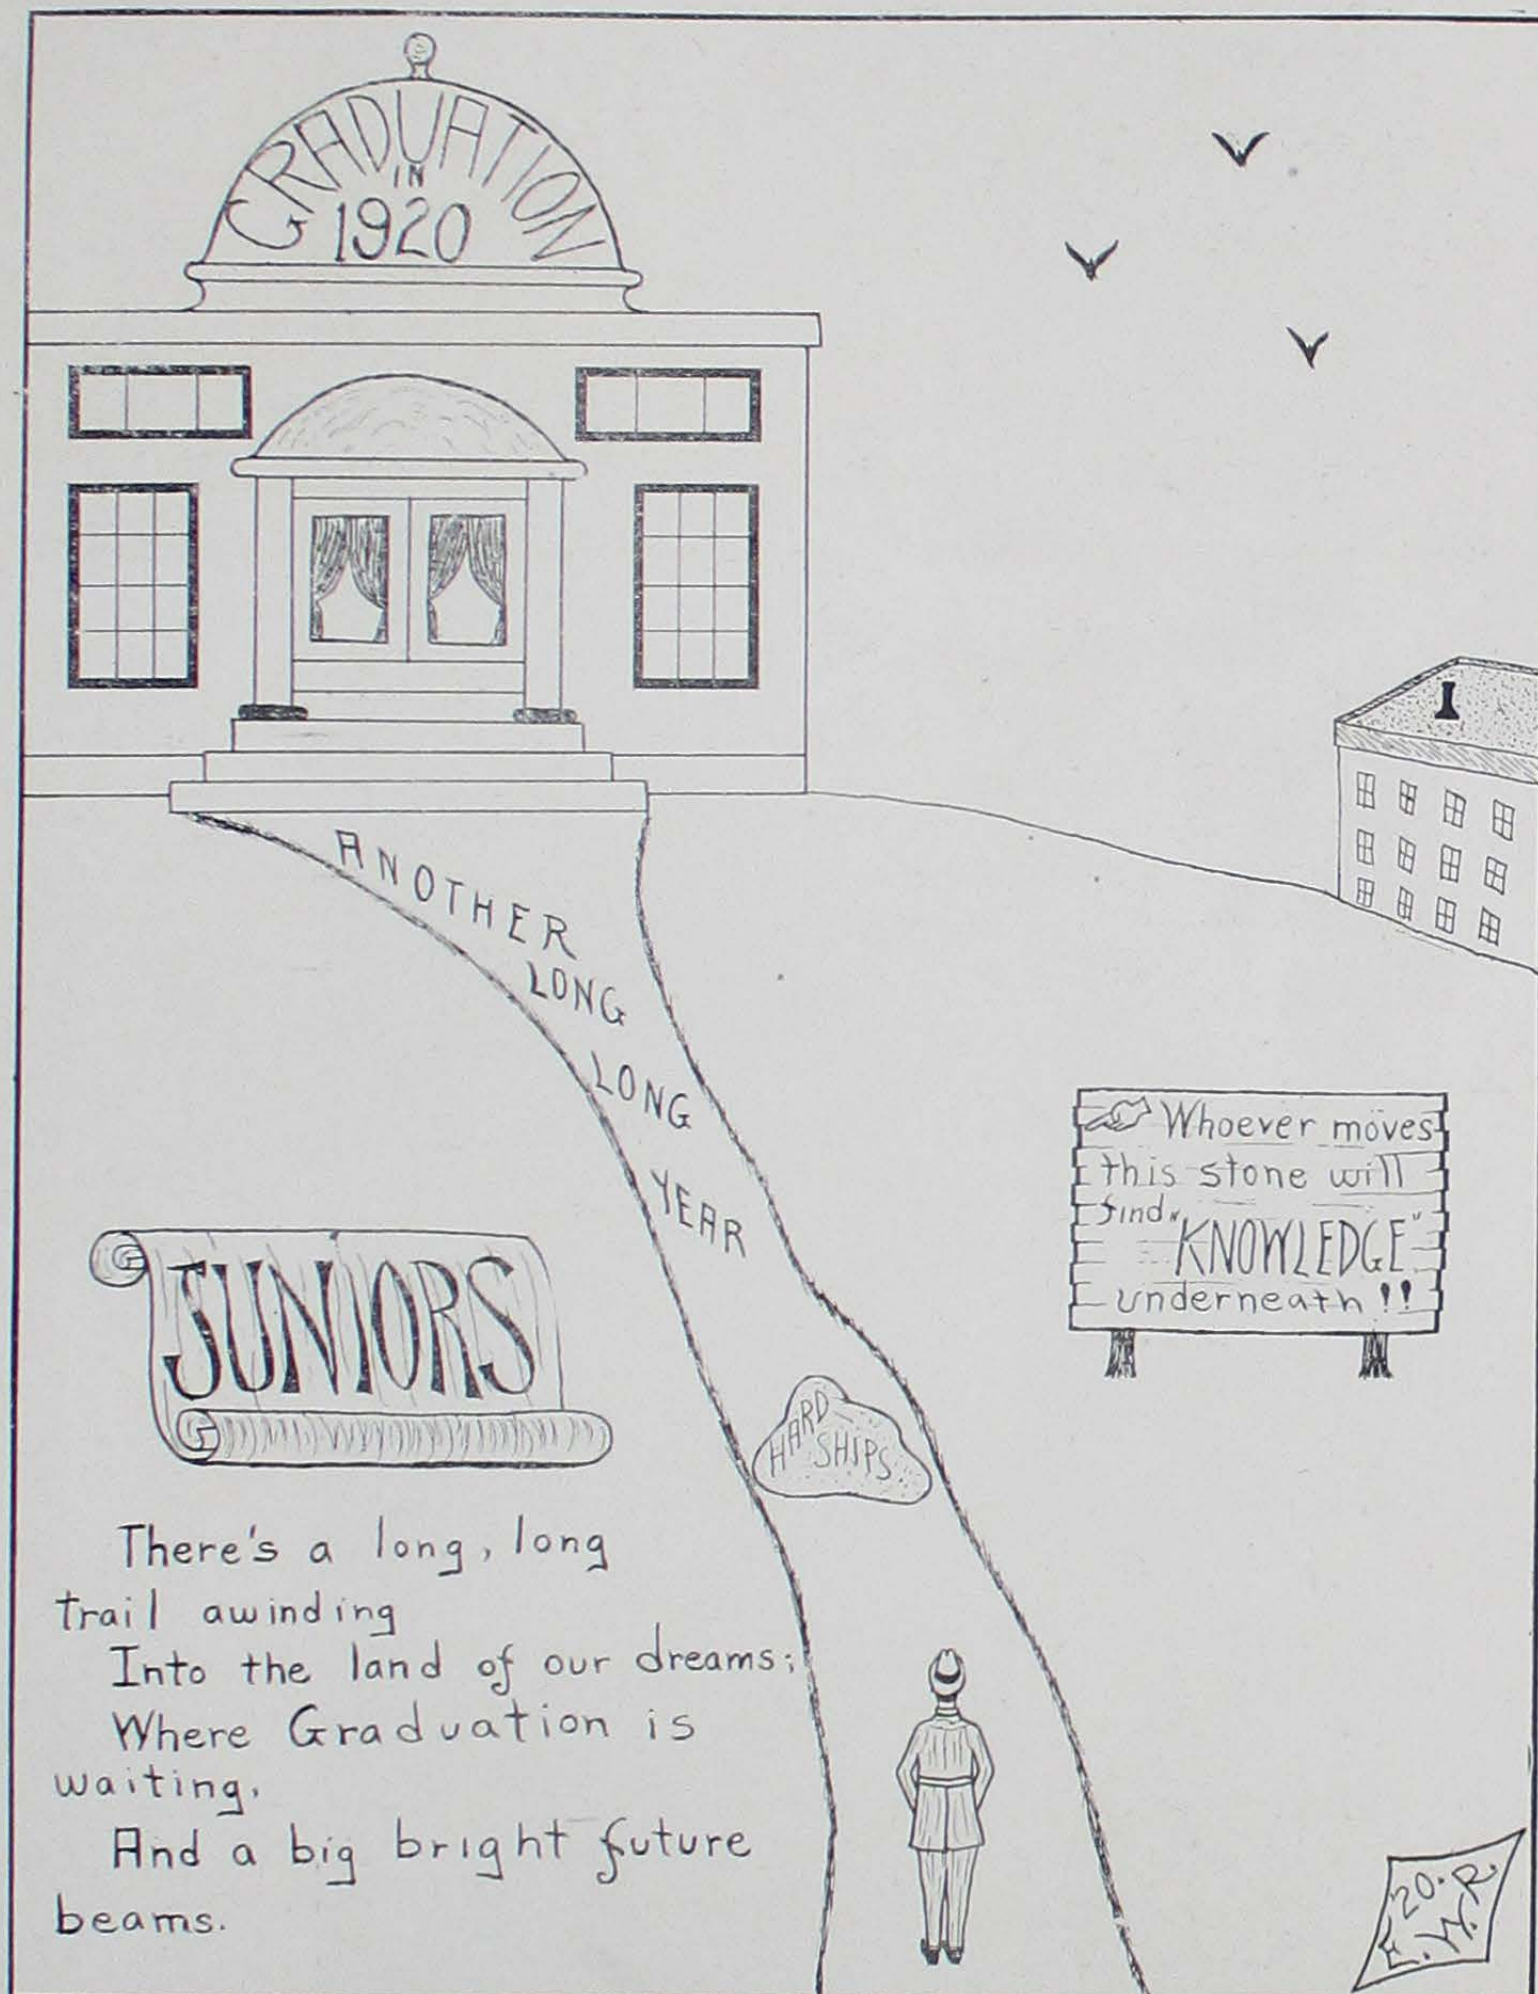 GRADUATION
IN
1920
ANOTHER
LONG
LONG
YEAR
Whoever moves
this stone will
find "KNOWLEDGE"
underneath !!
JUNIORS
HARD
SHIPS
There's a long, long
trail awinding
Into the land of our dreams;
Where Graduation is
waiting,
And a big bright future
beams.
20.
E.W.R.